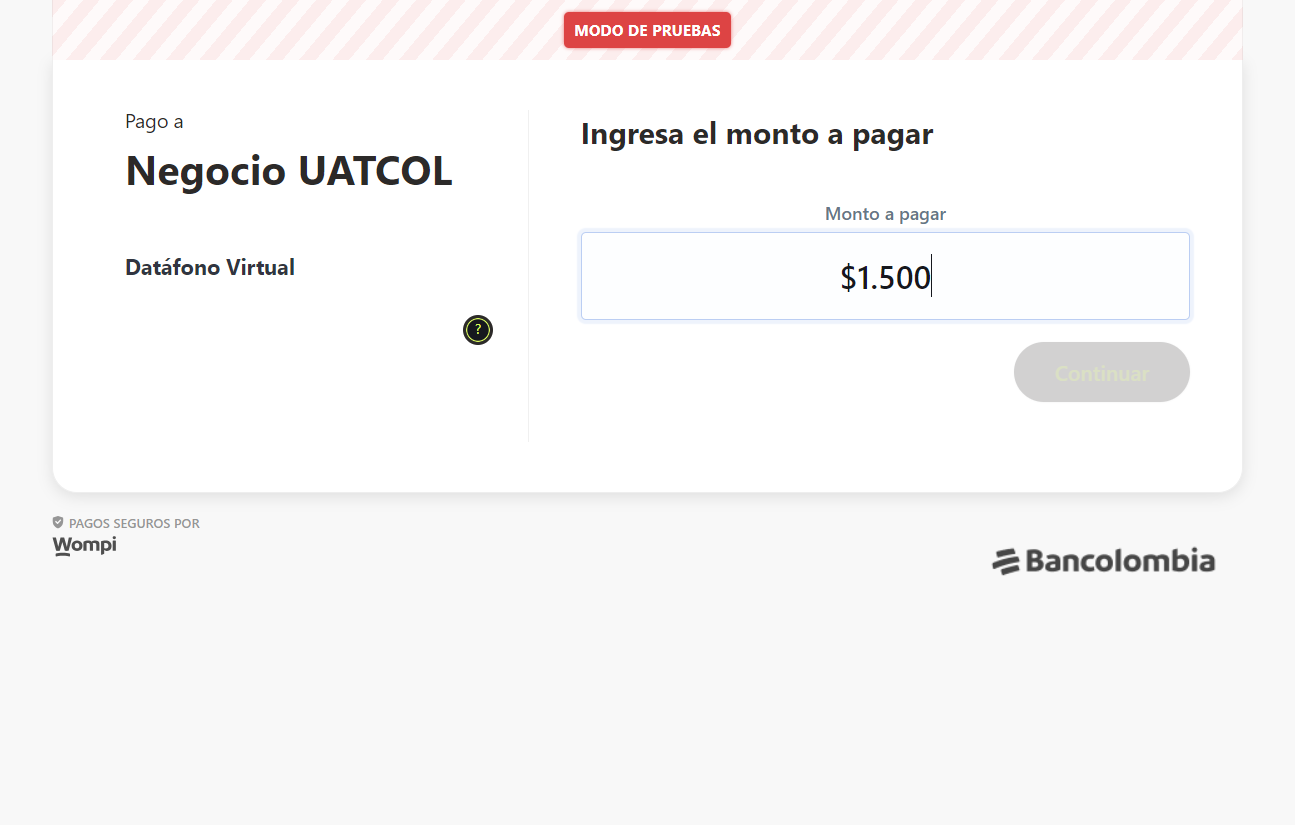 MODO DE PRUEBAS
Pago a
Negocio UATCOL
Datáfono Virtual
?
Ingresa el monto a pagar
Monto a pagar
$1.500
Continuar
PAGOS SEGUROS POR
Wompi
Bancolombia